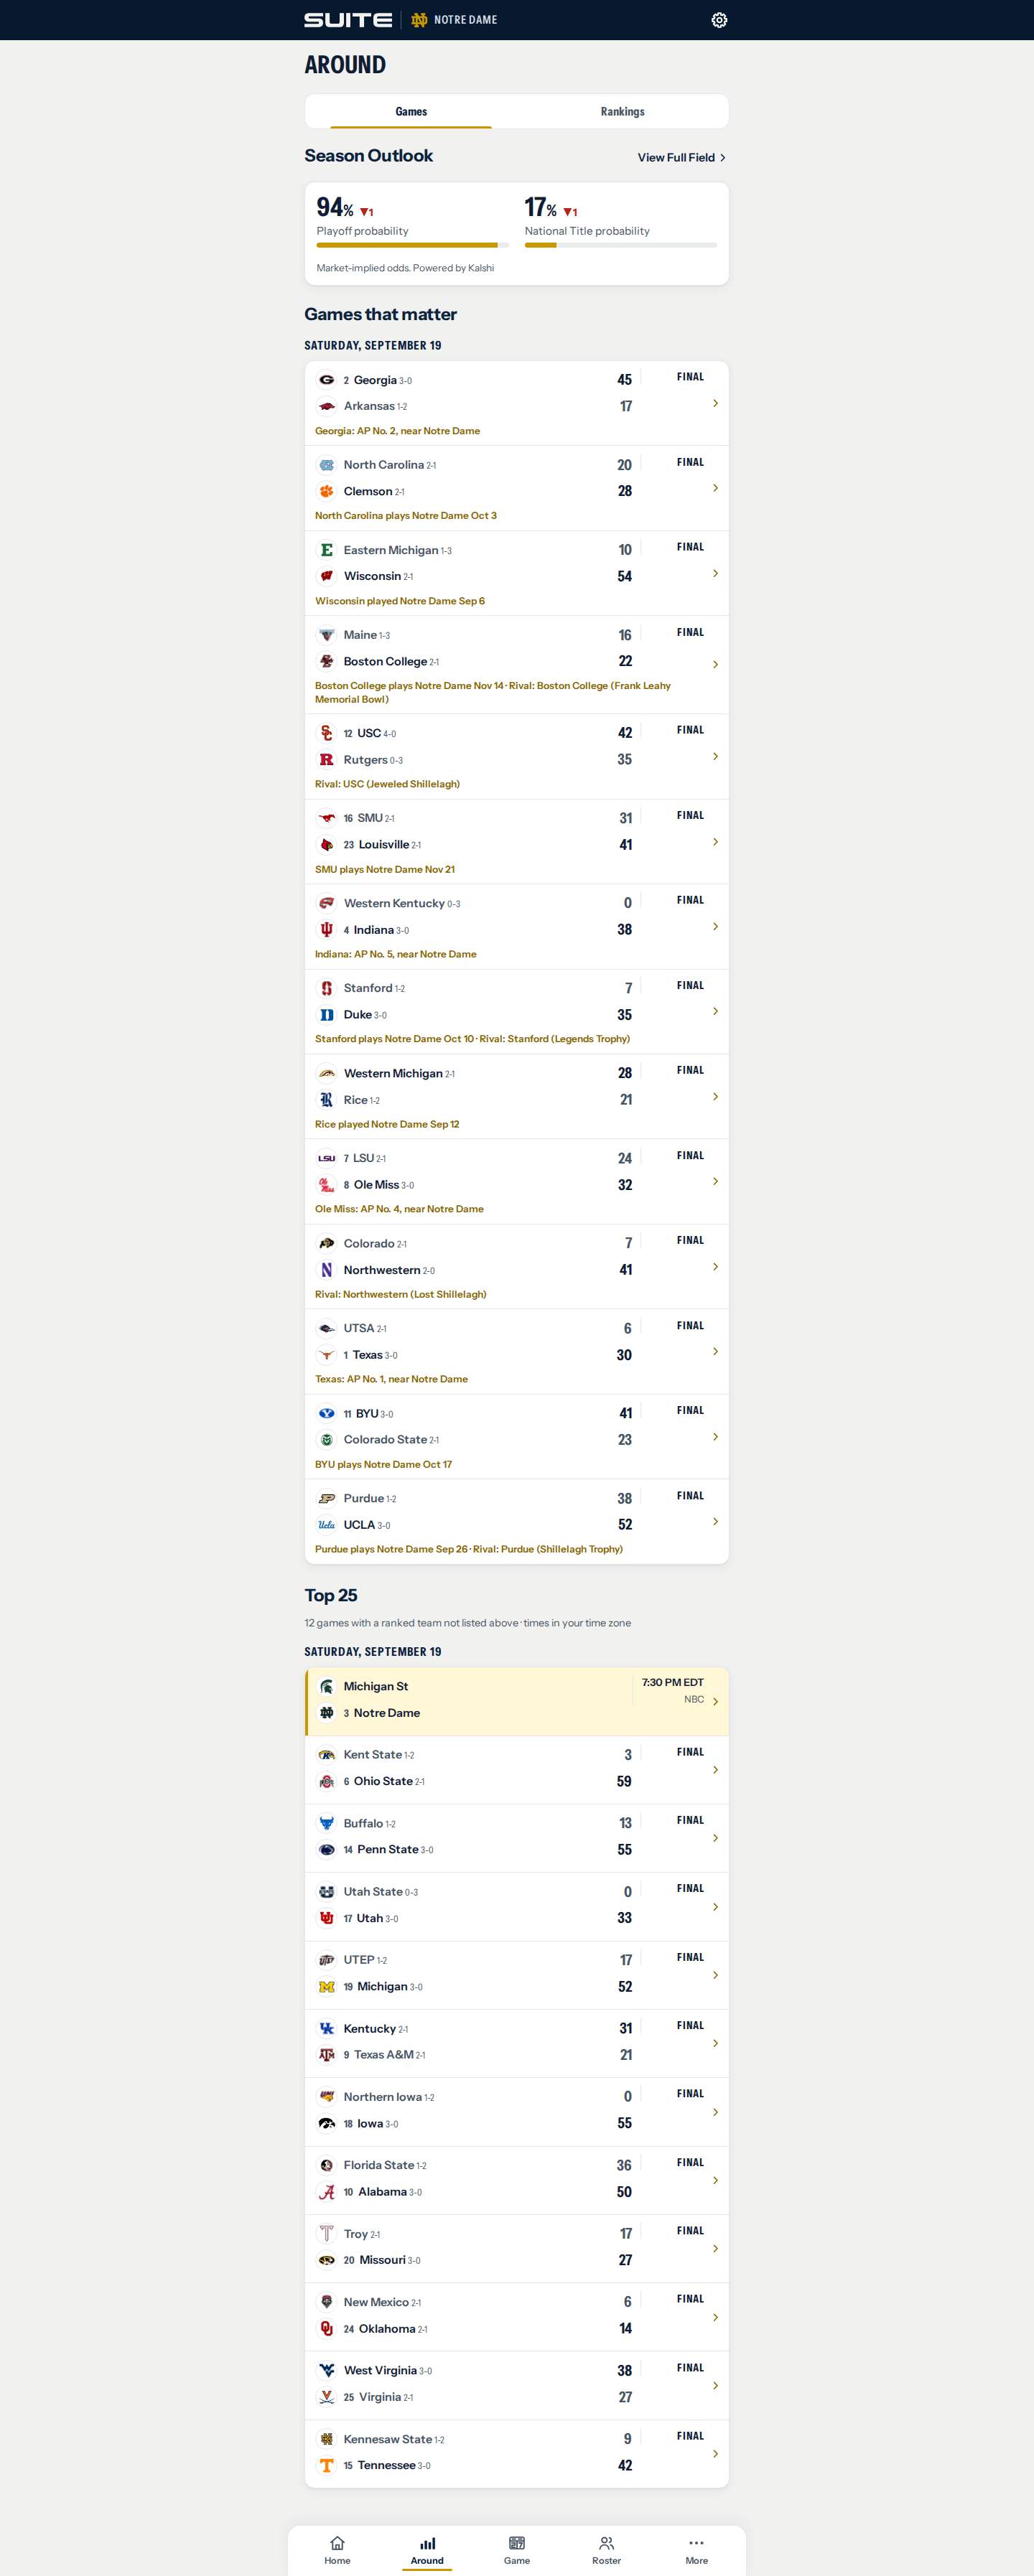 SUITE NOTRE DAME
AROUND
Games Rankings
Season Outlook View Full Field
94% ▼1 17% ▼1
Playoff probability National Title probability
Market-implied odds. Powered by Kalshi
Games that matter
SATURDAY, SEPTEMBER 19
2 Georgia 3-0 45 FINAL
Arkansas 1-2 17
Georgia: AP No. 2, near Notre Dame
North Carolina 2-1 20 FINAL
Clemson 2-1 28
North Carolina plays Notre Dame Oct 3
Eastern Michigan 1-3 10 FINAL
Wisconsin 2-1 54
Wisconsin played Notre Dame Sep 6
Maine 1-3 16 FINAL
Boston College 2-1 22
Boston College plays Notre Dame Nov 14 · Rival: Boston College (Frank Leahy
Memorial Bowl)
12 USC 4-0 42 FINAL
Rutgers 0-3 35
Rival: USC (Jeweled Shillelagh)
16 SMU 2-1 31 FINAL
23 Louisville 2-1 41
SMU plays Notre Dame Nov 21
Western Kentucky 0-3 0 FINAL
4 Indiana 3-0 38
Indiana: AP No. 5, near Notre Dame
Stanford 1-2 7 FINAL
Duke 3-0 35
Stanford plays Notre Dame Oct 10 · Rival: Stanford (Legends Trophy)
Western Michigan 2-1 28 FINAL
Rice 1-2 21
Rice played Notre Dame Sep 12
LSU 7 LSU 2-1 24 FINAL
Ole Miss 8 Ole Miss 3-0 32
Ole Miss: AP No. 4, near Notre Dame
Colorado 2-1 7 FINAL
Northwestern 2-0 41
Rival: Northwestern (Lost Shillelagh)
UTSA 2-1 6 FINAL
1 Texas 3-0 30
Texas: AP No. 1, near Notre Dame
11 BYU 3-0 41 FINAL
Colorado State 2-1 23
BYU plays Notre Dame Oct 17
Purdue 1-2 38 FINAL
Ucla UCLA 3-0 52
Purdue plays Notre Dame Sep 26 · Rival: Purdue (Shillelagh Trophy)
Top 25
12 games with a ranked team not listed above · times in your time zone
SATURDAY, SEPTEMBER 19
Michigan St 7:30 PM EDT
NBC
3 Notre Dame
Kent State 1-2 3 FINAL
6 Ohio State 2-1 59
Buffalo 1-2 13 FINAL
14 Penn State 3-0 55
Utah State 0-3 0 FINAL
17 Utah 3-0 33
UTEP 1-2 17 FINAL
19 Michigan 3-0 52
Kentucky 2-1 31 FINAL
9 Texas A&M 2-1 21
Northern Iowa 1-2 0 FINAL
18 Iowa 3-0 55
Florida State 1-2 36 FINAL
10 Alabama 3-0 50
Troy 2-1 17 FINAL
20 Missouri 3-0 27
New Mexico 2-1 6 FINAL
24 Oklahoma 2-1 14
West Virginia 3-0 38 FINAL
25 Virginia 2-1 27
Kennesaw State 1-2 9 FINAL
15 Tennessee 3-0 42
Home Around Game Roster More